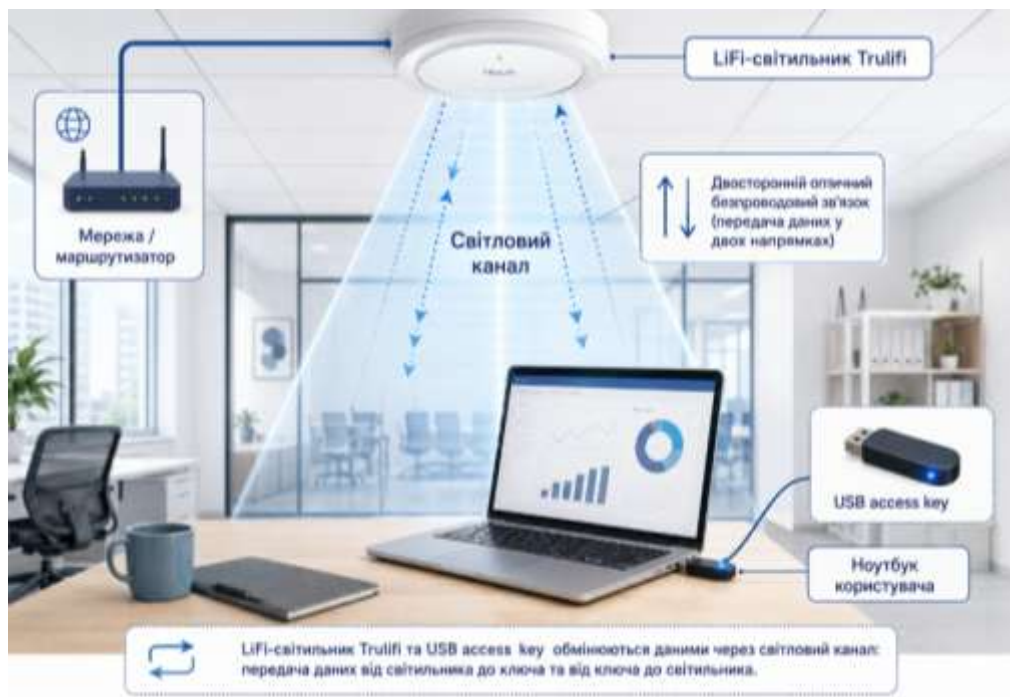 LiFi-світильник Trulifi
Trulifi
Мережа /
маршрутизатор
Двосторонній оптичний
безпроводовий зв'язок
(передача даних у
двох напрямках)
Світловий
канал
USB access key
Ноутбук
користувача
LiFi-світильник Trulifi та USB access key обмінюються даними через світловий канал:
передача даних від світильника до ключа та від ключа до світильника.